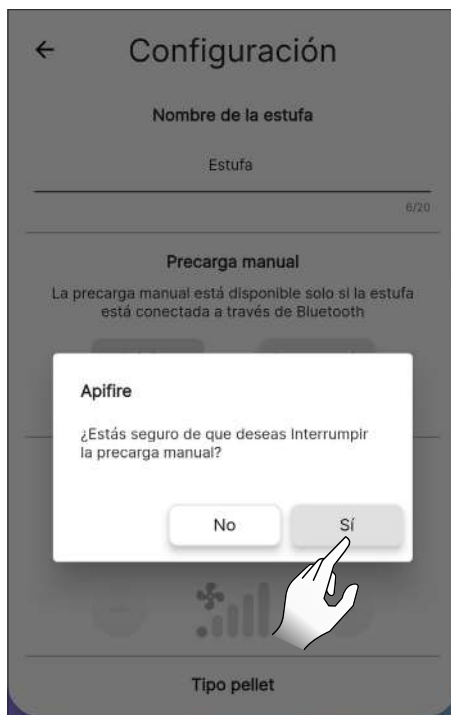 Configuración
Nombre de la estufa
Estufa
6/20
Precarga manual
La precarga manual está disponible solo si la estufa
está conectada a través de Bluetooth
Apifire
¿Estás seguro de que deseas Interrumpir
la precarga manual?
No
Sí
Tipo pellet